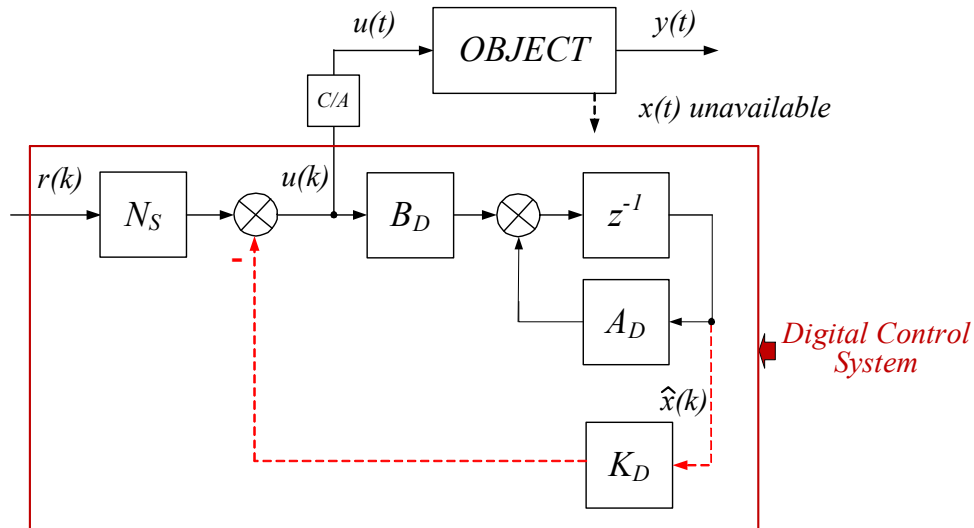 u(t)
OBJECT
y(t)
C/A
x(t) unavailable
r(k)
N_S
u(k)
B_D
z^{-1}
-
A_D
Digital Control
System
x̂(k)
K_D